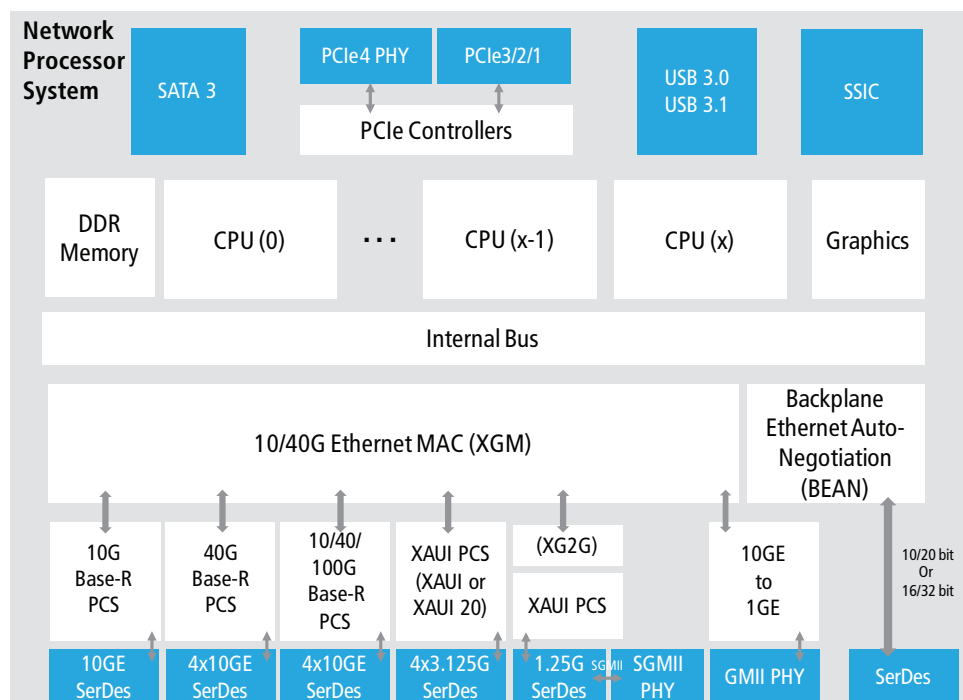 Network
Processor
System
SATA 3
PCIe4 PHY
PCIe3/2/1
PCIe Controllers
USB 3.0
USB 3.1
SSIC
DDR
Memory
CPU (0)
...
CPU (x-1)
CPU (x)
Graphics
Internal Bus
10/40G Ethernet MAC (XGM)
Backplane
Ethernet Auto-
Negotiation
(BEAN)
10G
Base-R
PCS
40G
Base-R
PCS
10/40/
100G
Base-R
PCS
XAUI PCS
(XAUI or
XAUI 20)
(XG2G)
XAUI PCS
10GE
to
1GE
10/20 bit
Or
16/32 bit
10GE
SerDes
4x10GE
SerDes
4x10GE
SerDes
4x3.125G
SerDes
1.25G
SerDes
SGMII
SGMII
PHY
GMII PHY
SerDes